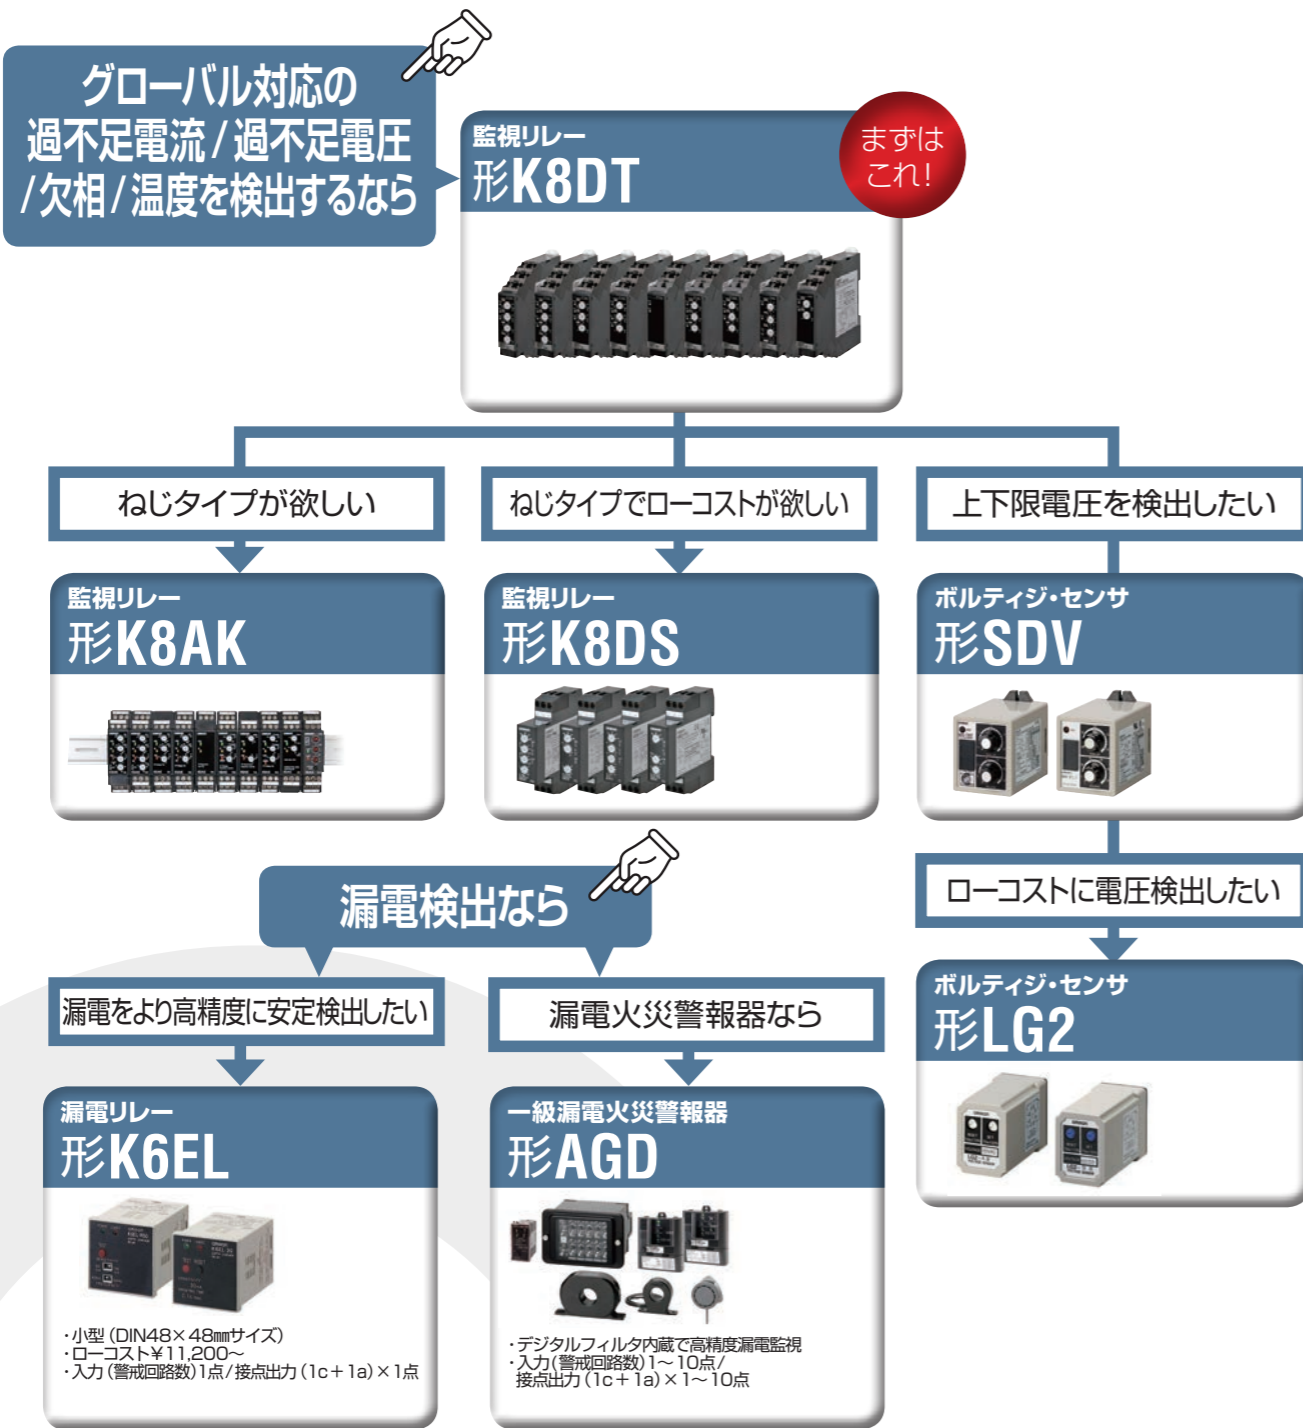 グローバル対応の
過不足電流/過不足電圧
/欠相/温度を検出するなら
監視リレー
形K8DT
まずは
これ!
ねじタイプが欲しい
ねじタイプでローコストが欲しい
上下限電圧を検出したい
監視リレー
形K8AK
監視リレー
形K8DS
ボルティジ・センサ
形SDV
漏電検出なら
ローコストに電圧検出したい
漏電をより高精度に安定検出したい
漏電火災警報器なら
ボルティジ・センサ
形LG2
漏電リレー
形K6EL
・小型(DIN48×48㎜サイズ)
・ローコスト¥11,200〜
・入力(警戒回路数)1点/接点出力(1c+1a)×1点
一級漏電火災警報器
形AGD
・デジタルフィルタ内蔵で高精度漏電監視
・入力(警戒回路数)1〜10点/
接点出力(1c+1a)×1〜10点